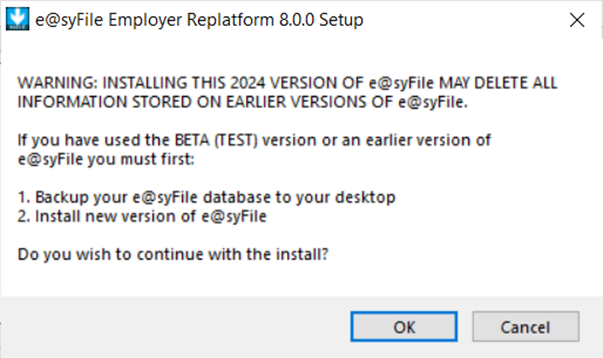 e@syFile Employer Replatform 8.0.0 Setup
WARNING: INSTALLING THIS 2024 VERSION OF e@syFile MAY DELETE ALL
INFORMATION STORED ON EARLIER VERSIONS OF e@syFile.
If you have used the BETA (TEST) version or an earlier version of
e@syFile you must first:
1. Backup your e@syFile database to your desktop
2. Install new version of e@syFile
Do you wish to continue with the install?
OK
Cancel